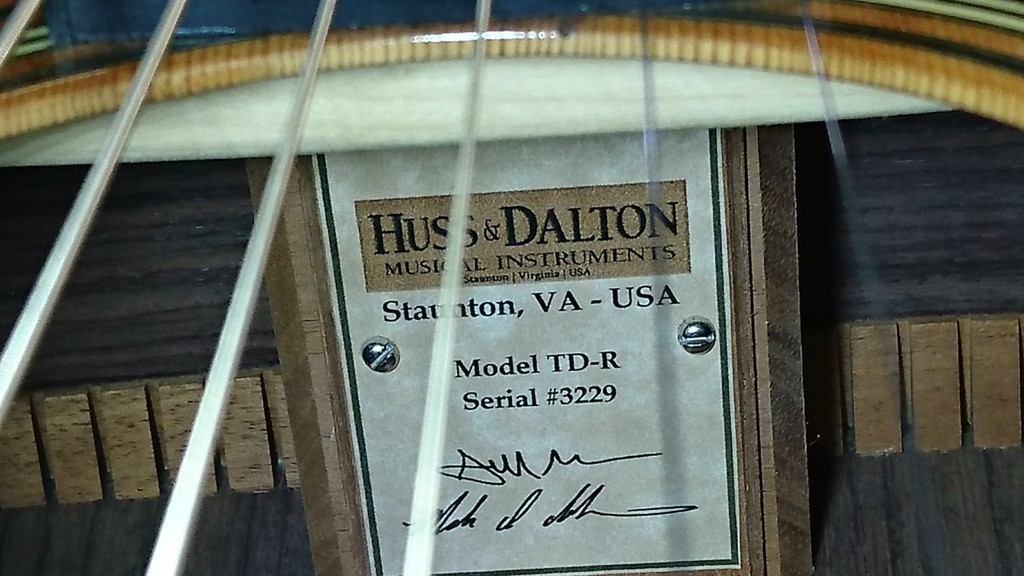 HUSS & DALTON
MUSICAL INSTRUMENTS
Staunton | Virginia | USA
Staunton, VA - USA
Model TD-R
Serial #3229